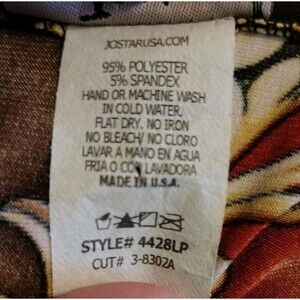 JOSTARUSA.COM
95% POLYESTER
5% SPANDEX
HAND OR MACHINE WASH
IN COLD WATER,
FLAT DRY, NO IRON
NO BLEACH/ NO CLORO
LAVAR A MANO EN AGUA
FRIA O CON LAVADORA
MADE IN U.S.A.
STYLE# 4428LP
CUT# 3-8302A